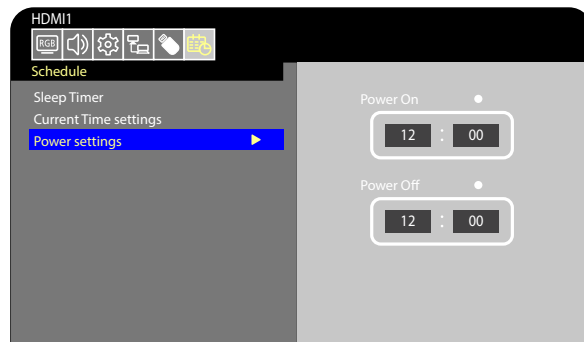 HDMI1
RGB
Schedule
Sleep Timer
Current Time settings
Power settings
Power On
12 : 00
Power Off
12 : 00